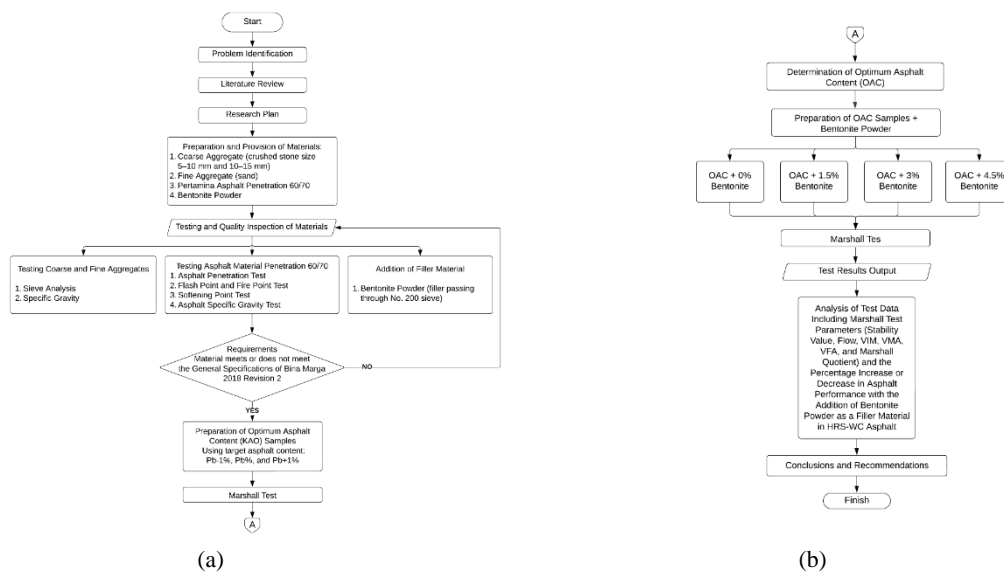 Start
Problem Identification
Literature Review
Research Plan
Preparation and Provision of Materials:
1. Coarse Aggregate (crushed stone size
5–10 mm and 10–15 mm)
2. Fine Aggregate (sand)
3. Pertamina Asphalt Penetration 60/70
4. Bentonite Powder
Testing and Quality Inspection of Materials
Testing Coarse and Fine Aggregates
1. Sieve Analysis
2. Specific Gravity
Testing Asphalt Material Penetration 60/70
1. Asphalt Penetration Test
2. Flash Point and Fire Point Test
3. Softening Point Test
4. Asphalt Specific Gravity Test
Addition of Filler Material
1. Bentonite Powder (filler passing
through No. 200 sieve)
Requirements
Material meets or does not meet
the General Specifications of Bina Marga
2018 Revision 2
NO
YES
Preparation of Optimum Asphalt
Content (KAO) Samples
Using target asphalt content:
Pb-1%, Pb%, and Pb+1%
Marshall Test
A
(a)
A
Determination of Optimum Asphalt
Content (OAC)
Preparation of OAC Samples +
Bentonite Powder
OAC + 0%
Bentonite
OAC + 1.5%
Bentonite
OAC + 3%
Bentonite
OAC + 4.5%
Bentonite
Marshall Tes
Test Results Output
Analysis of Test Data
Including Marshall Test
Parameters (Stability
Value, Flow, VIM, VMA,
VFA, and Marshall
Quotient) and the
Percentage Increase or
Decrease in Asphalt
Performance with the
Addition of Bentonite
Powder as a Filler Material
in HRS-WC Asphalt
Conclusions and Recommendations
Finish
(b)